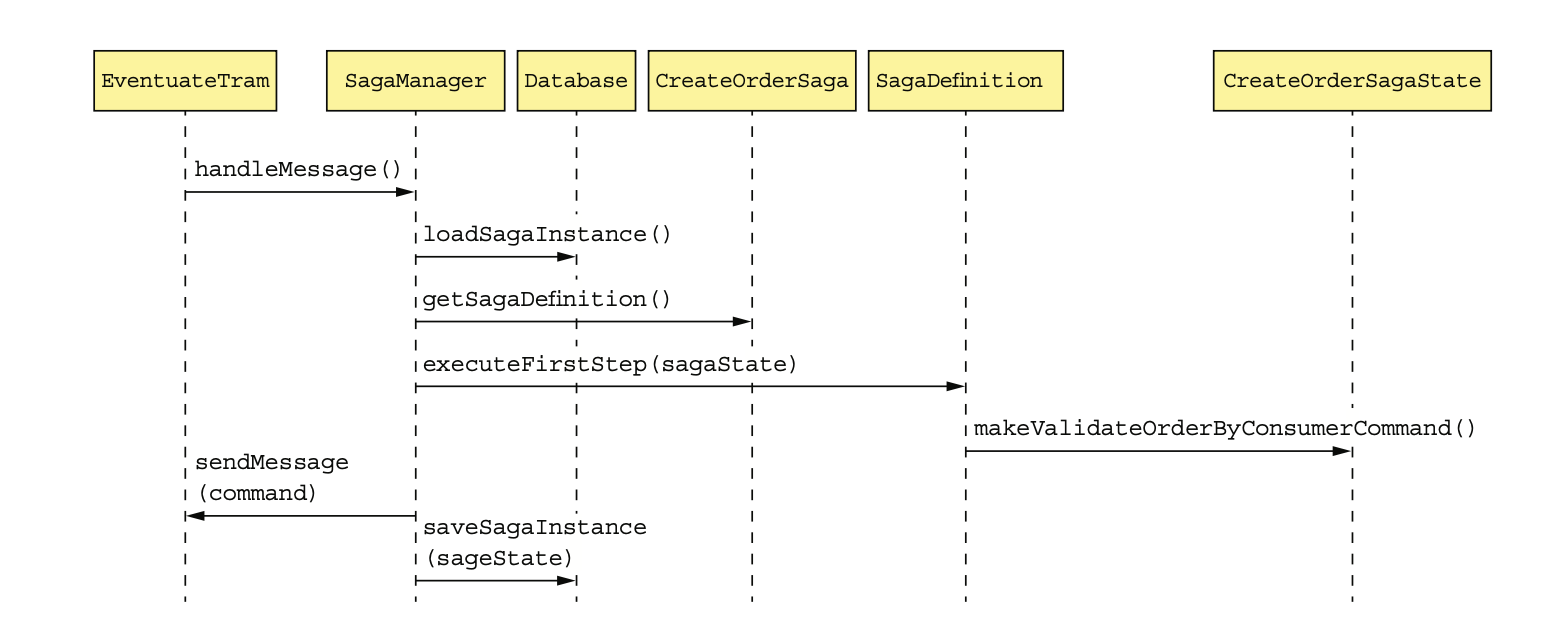 EventuateTram
SagaManager
Database
CreateOrderSaga
SagaDefinition
CreateOrderSagaState
handleMessage()
loadSagaInstance()
getSagaDefinition()
executeFirstStep(sagaState)
makeValidateOrderByConsumerCommand()
sendMessage
(command)
saveSagaInstance
(sageState)